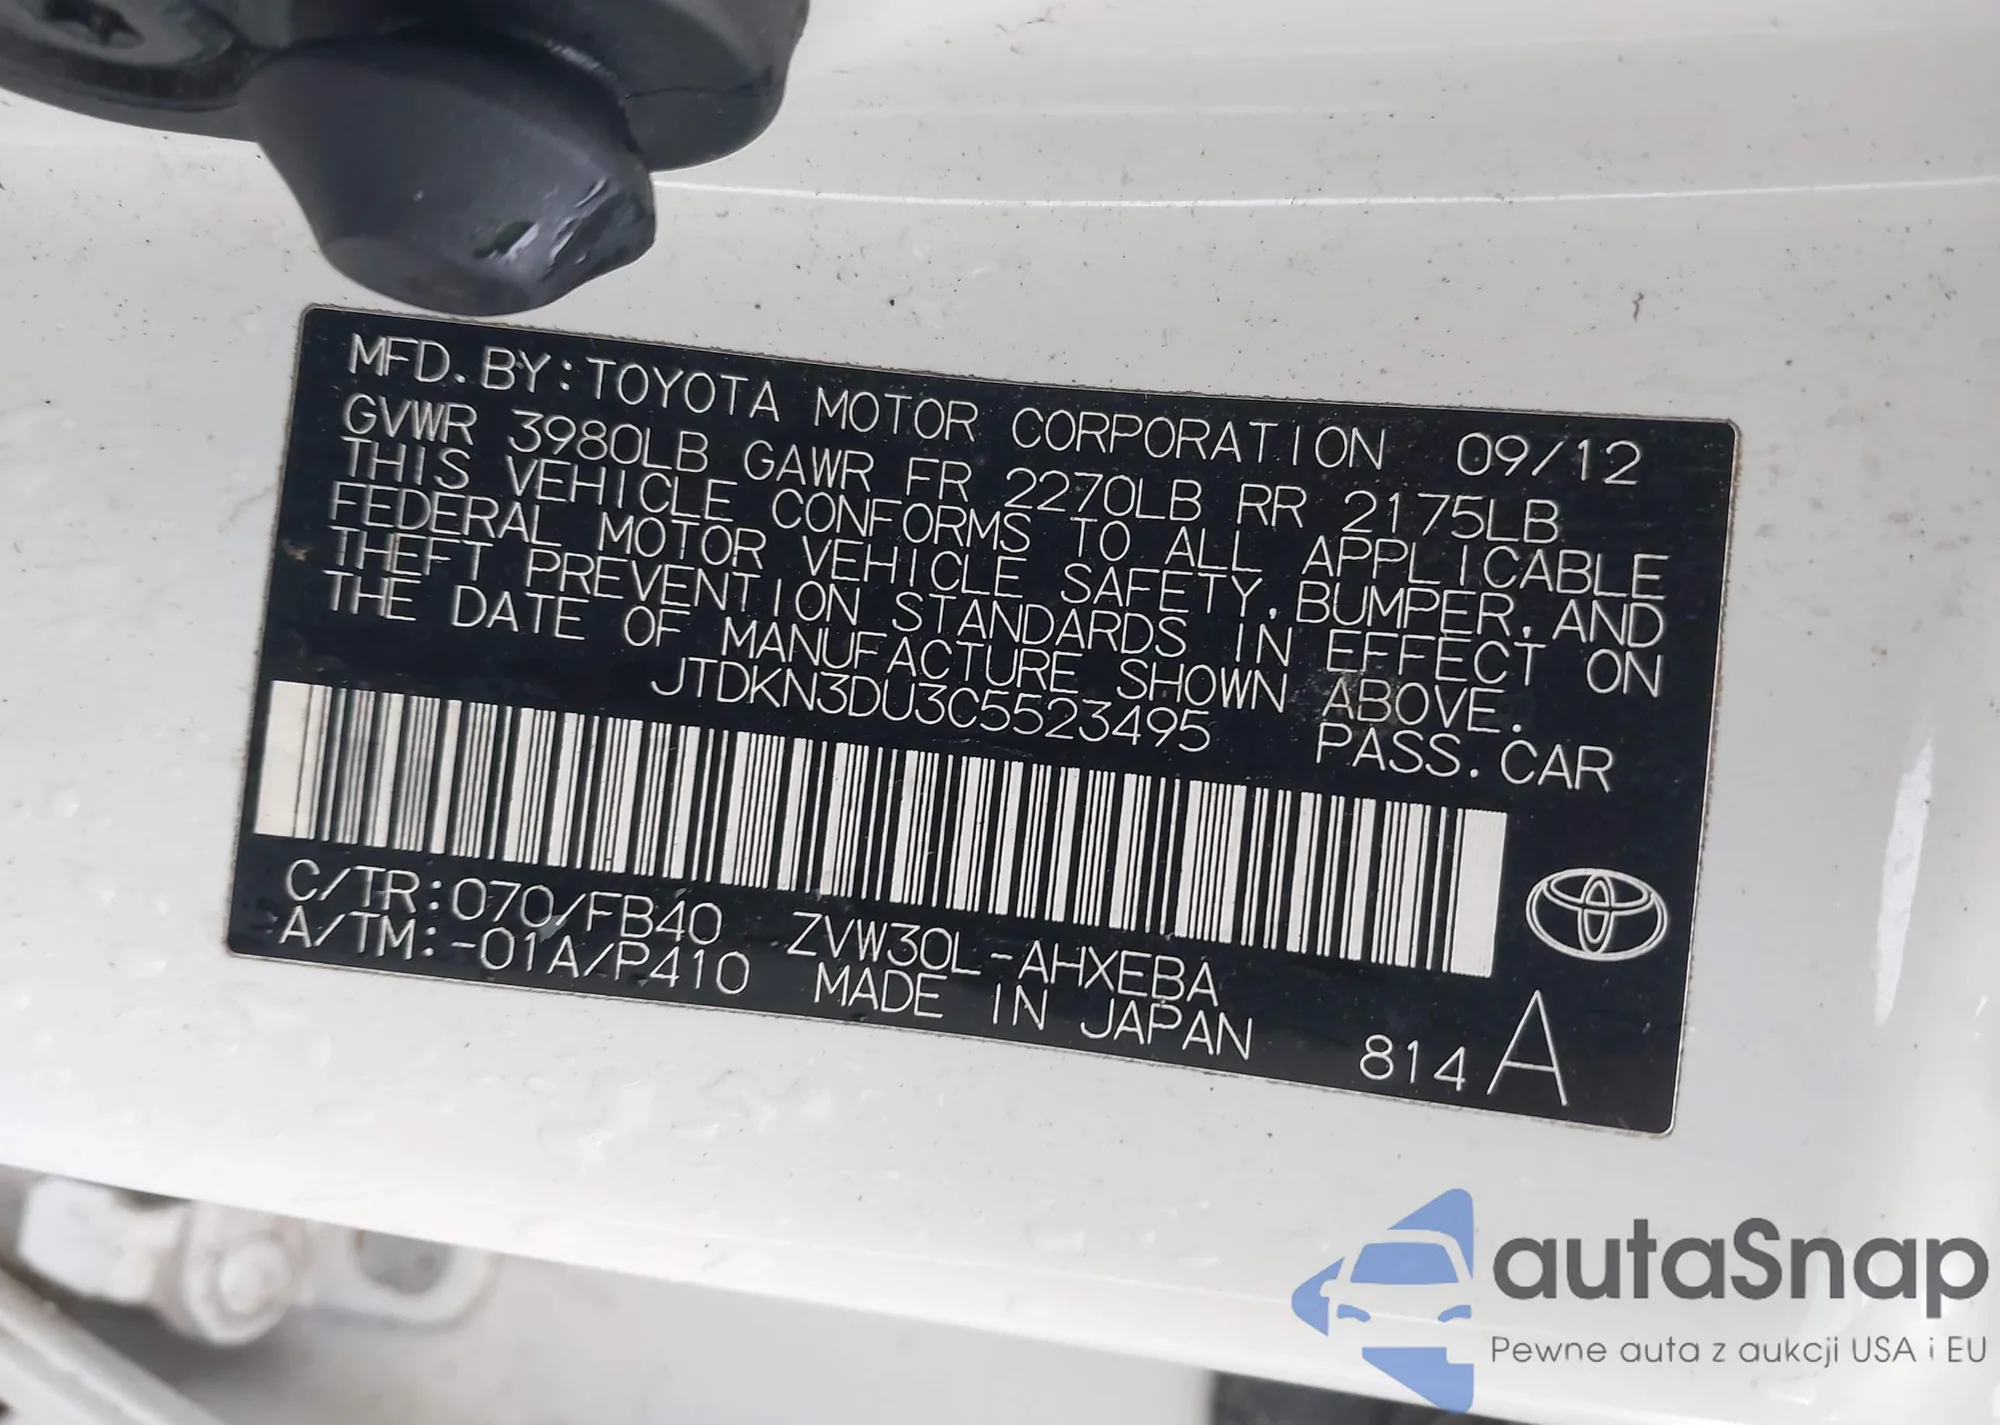 MFD. BY: TOYOTA MOTOR CORPORATION 09/12
GVWR 3980LB GAWR FR 2270LB RR 2175LB
THIS VEHICLE CONFORMS TO ALL APPLICABLE
FEDERAL MOTOR VEHICLE SAFETY, BUMPER, AND
THEFT PREVENTION STANDARDS IN EFFECT ON
THE DATE OF MANUFACTURE SHOWN ABOVE.
JTDKN3DU3C5523495 PASS. CAR
C/TR:070/FB40 ZVW30L-AHXEBA
A/TM:-01A/P410 MADE IN JAPAN 814 A
autaSnap
Pewne auta z aukcji USA i EU